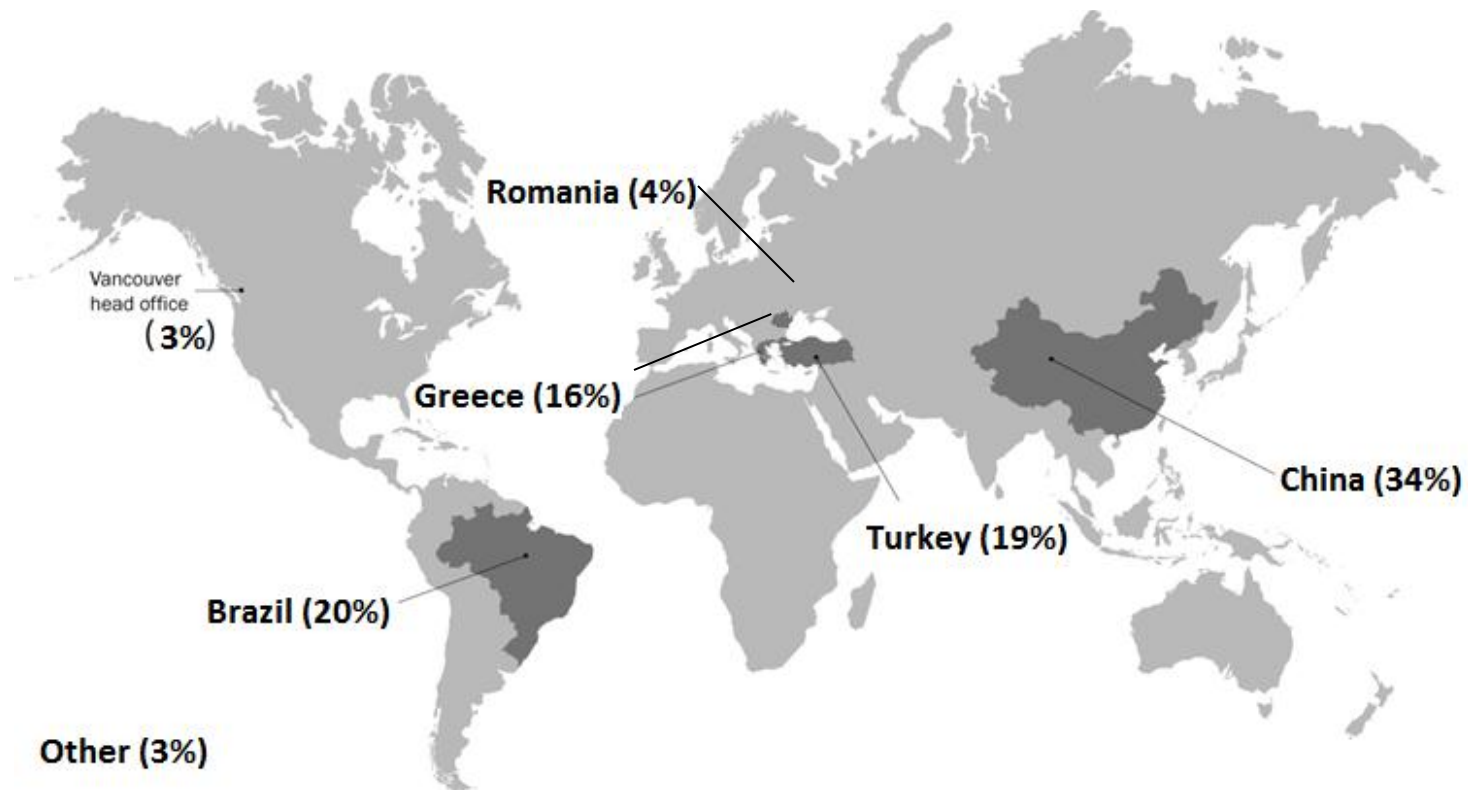 Romania (4%)
Vancouver
head office
(3%)
Greece (16%)
China (34%)
Turkey (19%)
Brazil (20%)
Other (3%)